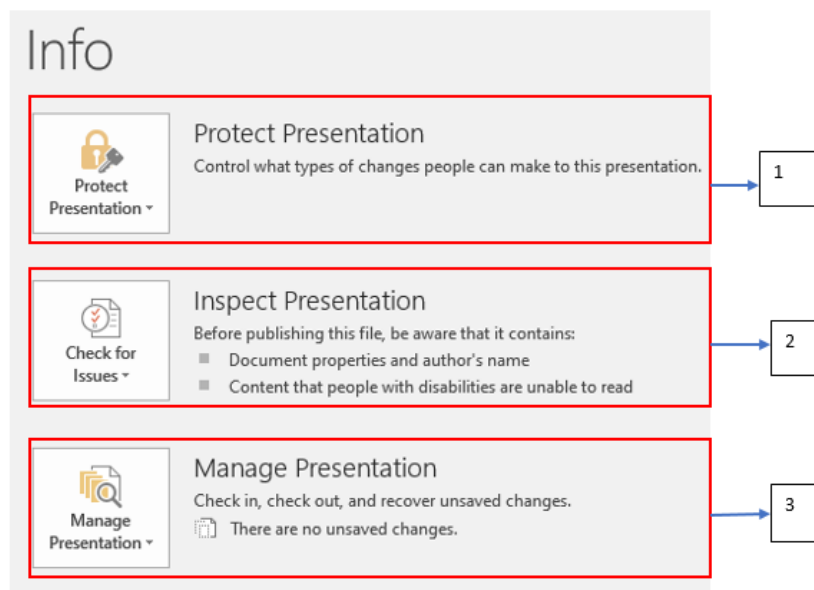 Info
Protect Presentation
Control what types of changes people can make to this presentation.
Protect
Presentation
1
Inspect Presentation
Before publishing this file, be aware that it contains:
Document properties and author's name
Content that people with disabilities are unable to read
Check for
Issues
2
Manage Presentation
Check in, check out, and recover unsaved changes.
There are no unsaved changes.
Manage
Presentation
3